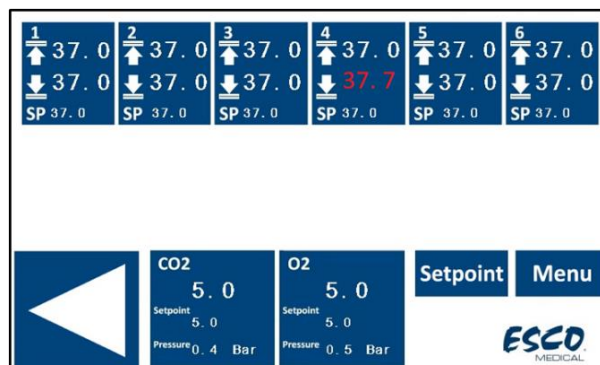 1 2 3 4 5 6
37. 0 37. 0 37. 0 37. 0 37. 0 37. 0
37. 0 37. 0 37. 0 37. 7 37. 0 37. 0
SP 37. 0 SP 37. 0 SP 37. 0 SP 37. 0 SP 37. 0 SP 37. 0
CO2 O2 Setpoint Menu
5. 0 5. 0
Setpoint Setpoint
5. 0 5. 0
Pressure 0. 4 Bar Pressure 0. 5 Bar
ESCO
MEDICAL